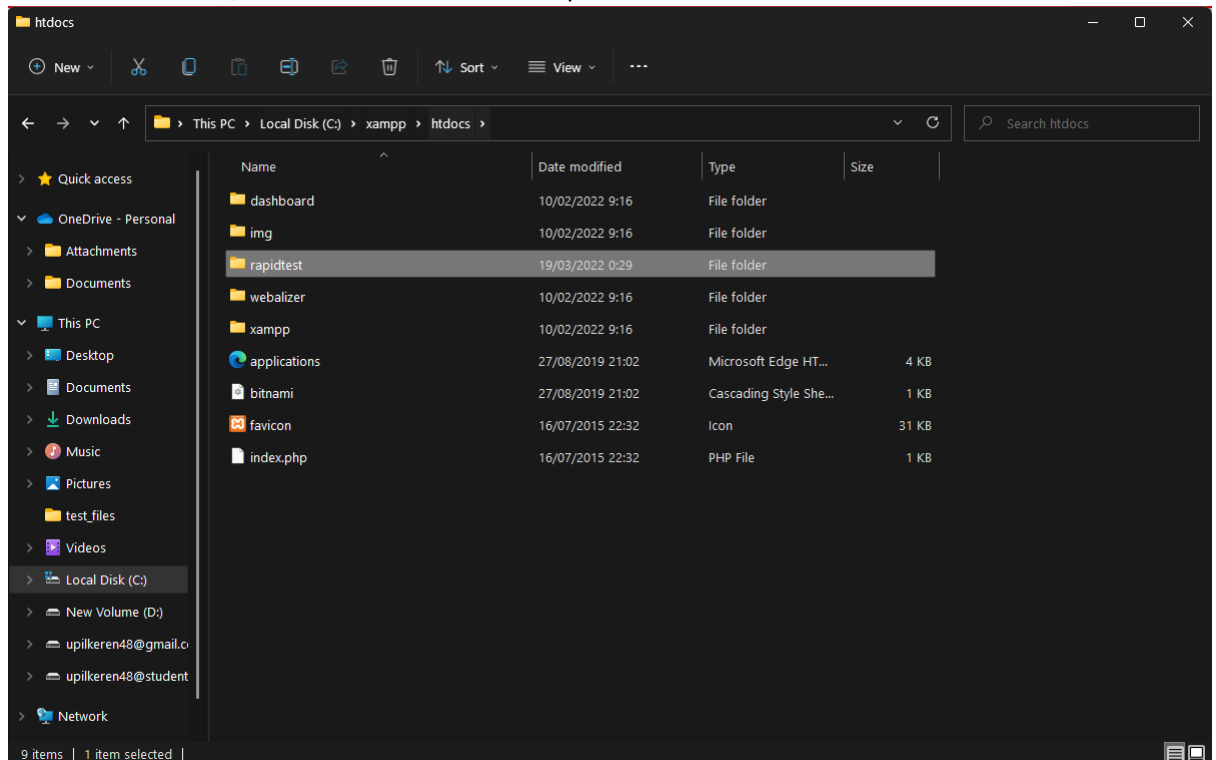 htdocs
New
Sort
View
This PC > Local Disk (C:) > xampp > htdocs >
Search htdocs
Quick access
OneDrive - Personal
Attachments
Documents
This PC
Desktop
Documents
Downloads
Music
Pictures
test_files
Videos
Local Disk (C:)
New Volume (D:)
upilkeren48@gmail.c
upilkeren48@student
Network
Name Date modified Type Size
dashboard 10/02/2022 9:16 File folder
img 10/02/2022 9:16 File folder
rapidtest 19/03/2022 0:29 File folder
webalizer 10/02/2022 9:16 File folder
xampp 10/02/2022 9:16 File folder
applications 27/08/2019 21:02 Microsoft Edge HT... 4 KB
bitnami 27/08/2019 21:02 Cascading Style She... 1 KB
favicon 16/07/2015 22:32 Icon 31 KB
index.php 16/07/2015 22:32 PHP File 1 KB
9 items | 1 item selected |